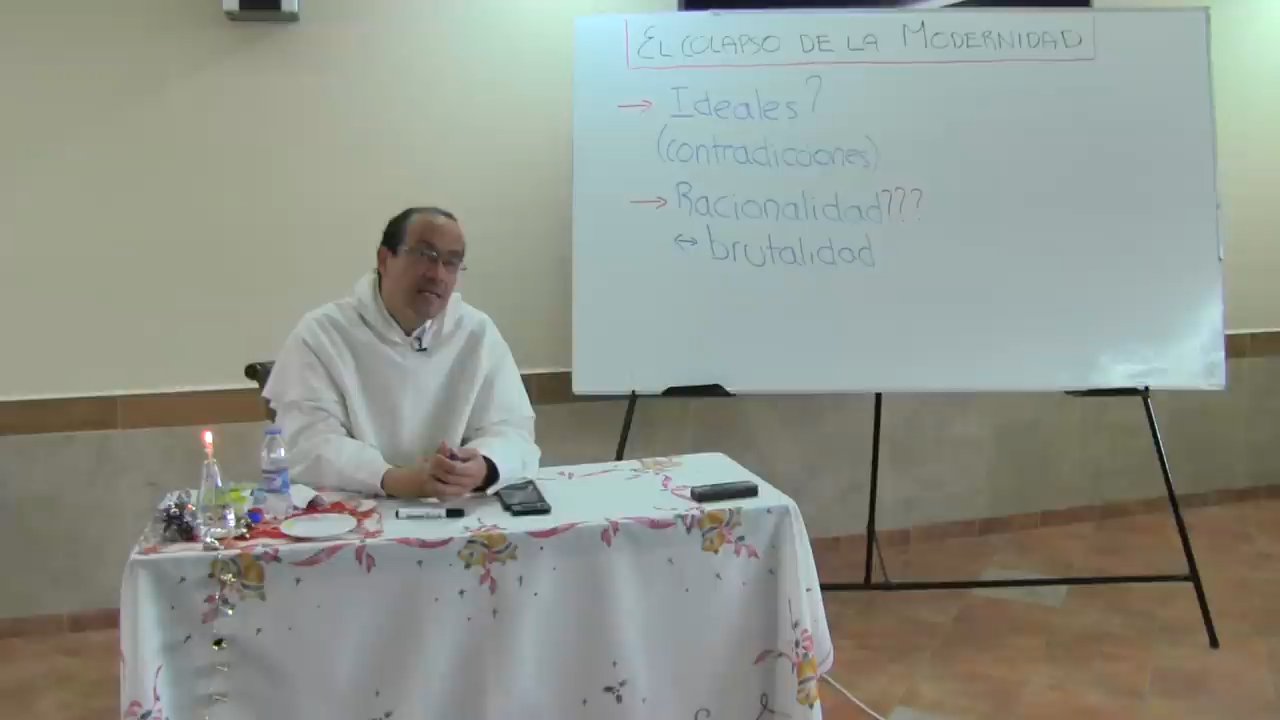 EL COLAPSO DE LA MODERNIDAD
→ Ideales?
(contradicciones)
→ Racionalidad???
↔ brutalidad